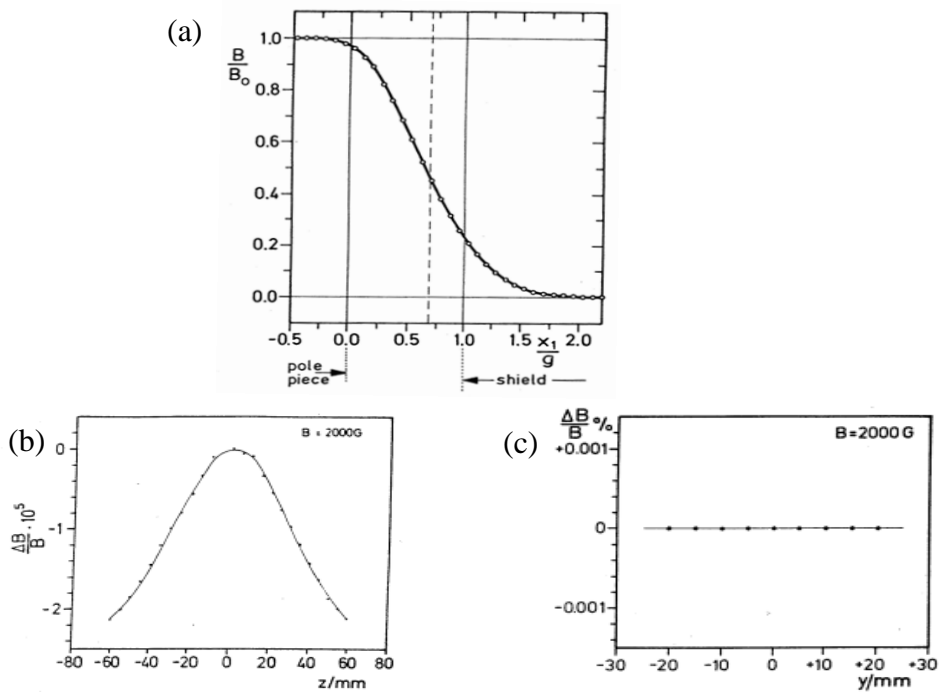 (a)
B
B₀
1.0
0.8
0.6
0.4
0.2
0.0
-0.5 0.0 0.5 1.0 x₁ 2.0
g
pole
piece
shield
(b)
B = 2000G
ΔB/B · 10⁵
0
-1
-2
-80 -60 -40 -20 0 20 40 60 80
z/mm
(c)
ΔB/B %
B=2000 G
+0.001
0
-0.001
-30 -20 -10 0 +10 +20 +30
y/mm